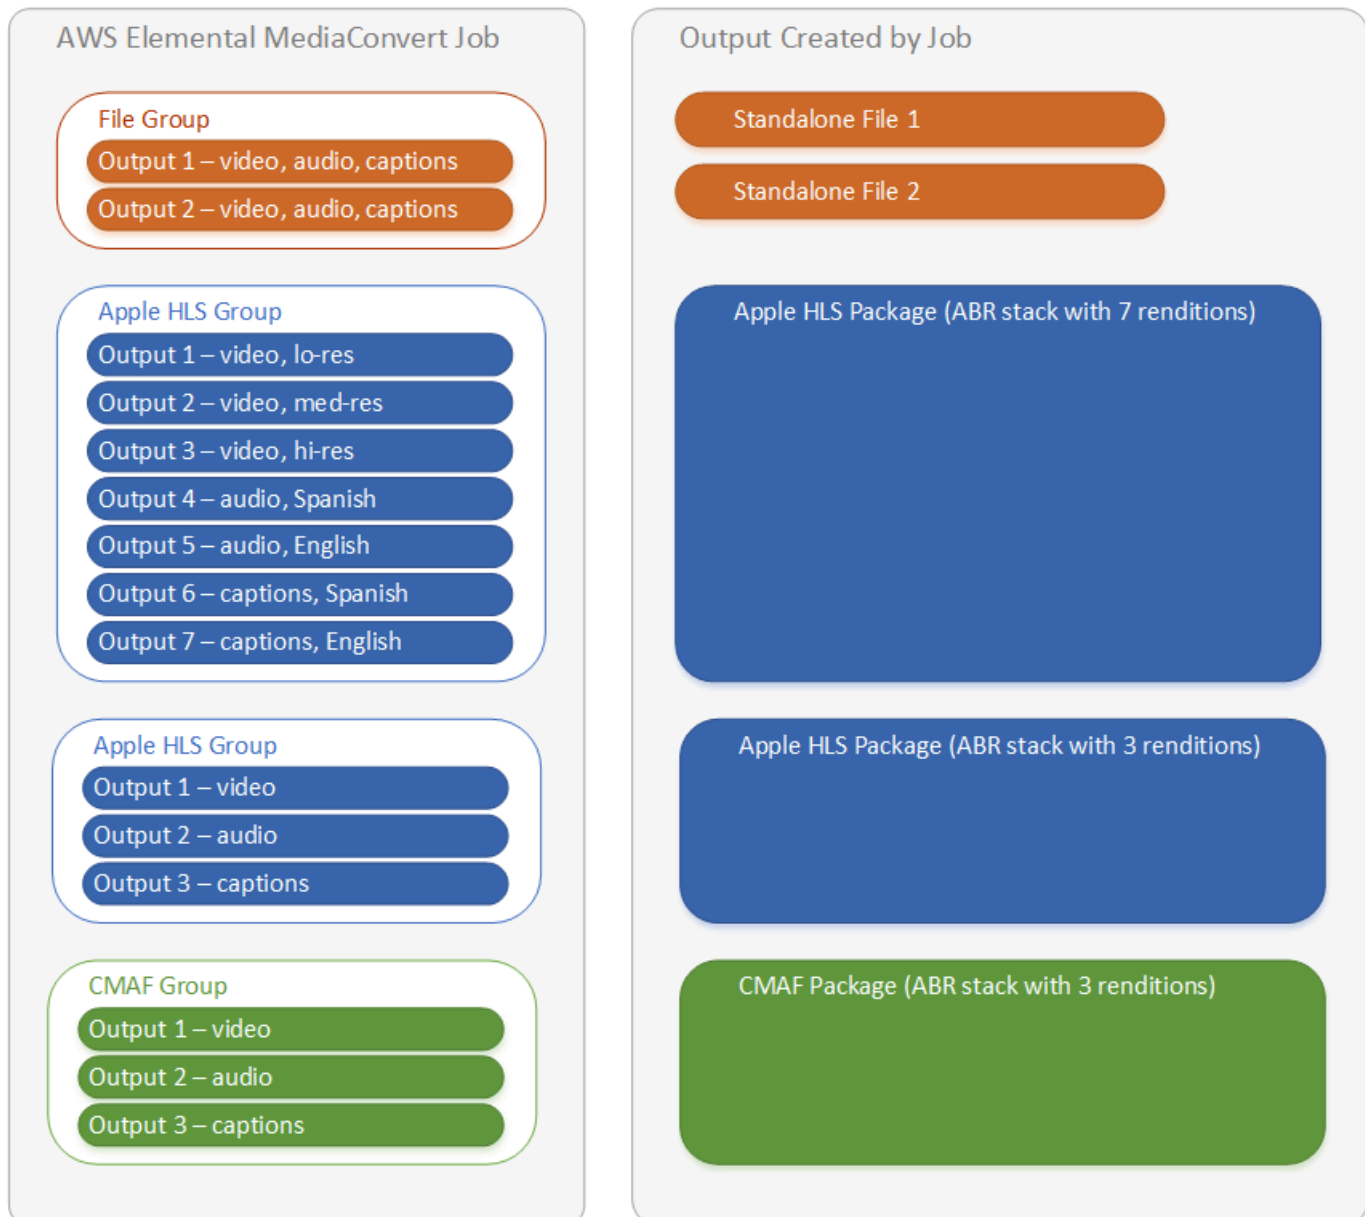 AWS Elemental MediaConvert Job
File Group
Output 1 – video, audio, captions
Output 2 – video, audio, captions
Apple HLS Group
Output 1 – video, lo-res
Output 2 – video, med-res
Output 3 – video, hi-res
Output 4 – audio, Spanish
Output 5 – audio, English
Output 6 – captions, Spanish
Output 7 – captions, English
Apple HLS Group
Output 1 – video
Output 2 – audio
Output 3 – captions
CMAF Group
Output 1 – video
Output 2 – audio
Output 3 – captions
Output Created by Job
Standalone File 1
Standalone File 2
Apple HLS Package (ABR stack with 7 renditions)
Apple HLS Package (ABR stack with 3 renditions)
CMAF Package (ABR stack with 3 renditions)